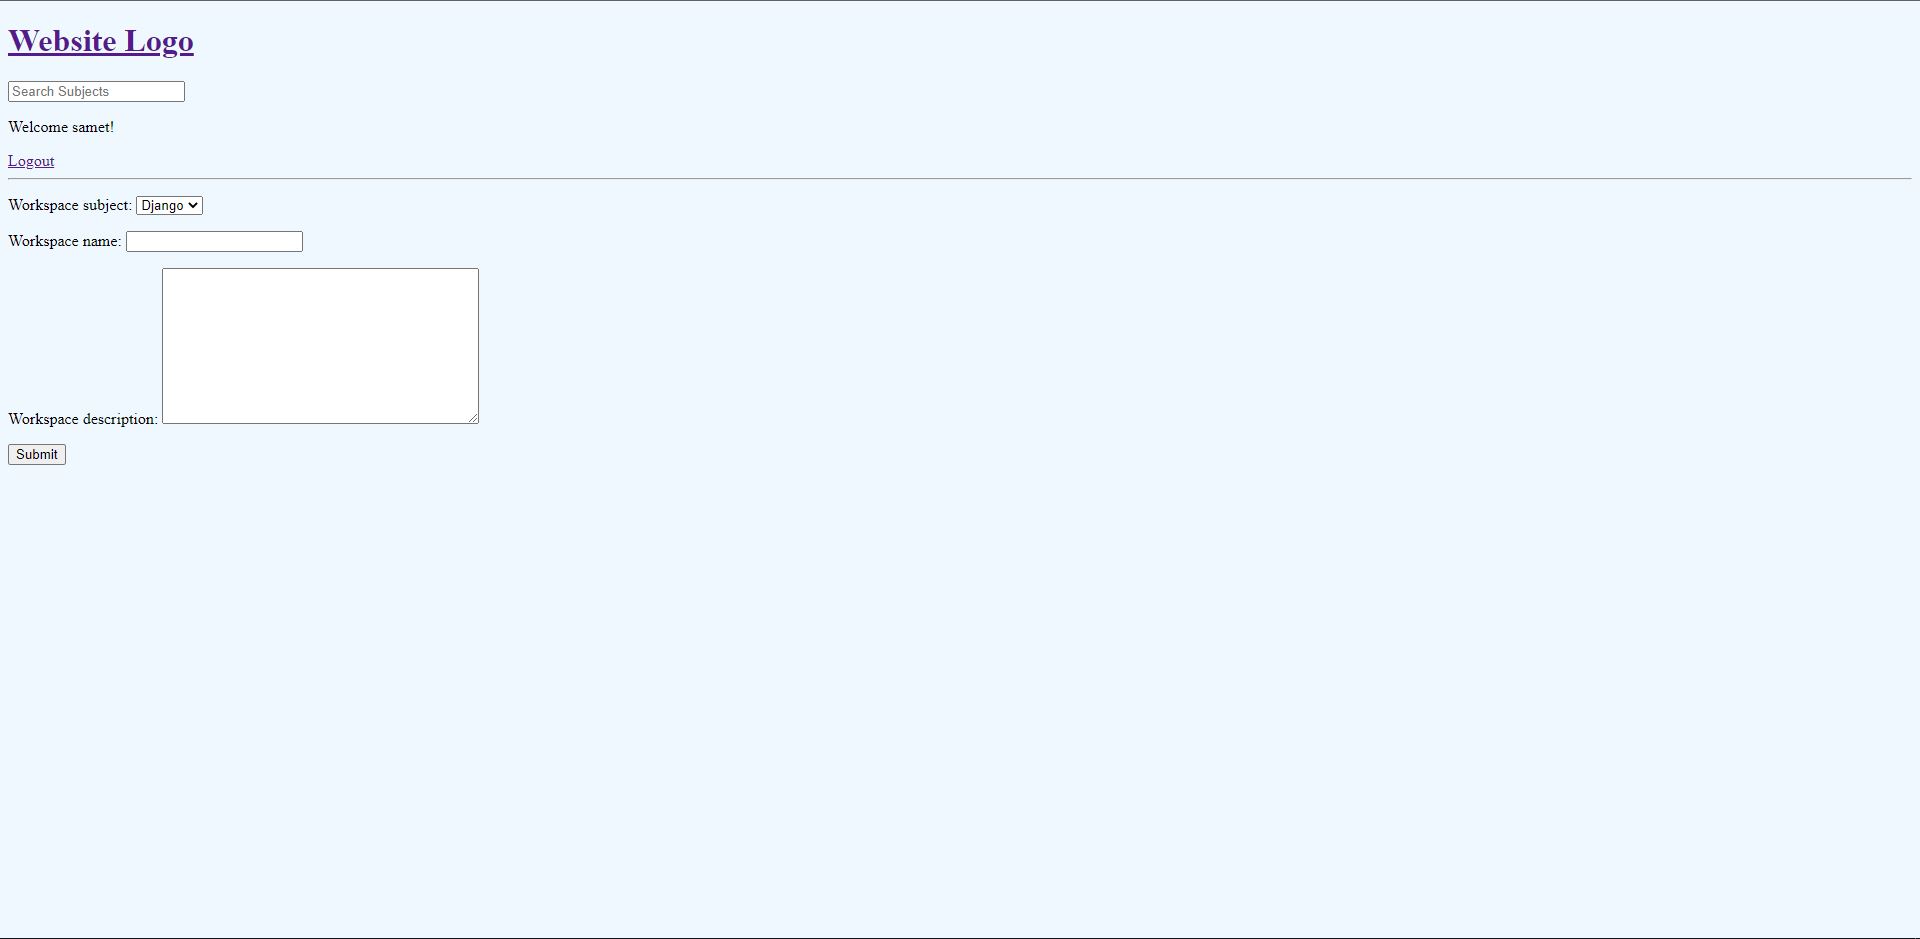 Website Logo
Search Subjects
Welcome samet!
Logout
Workspace subject: Django
Workspace name:
Workspace description:
Submit